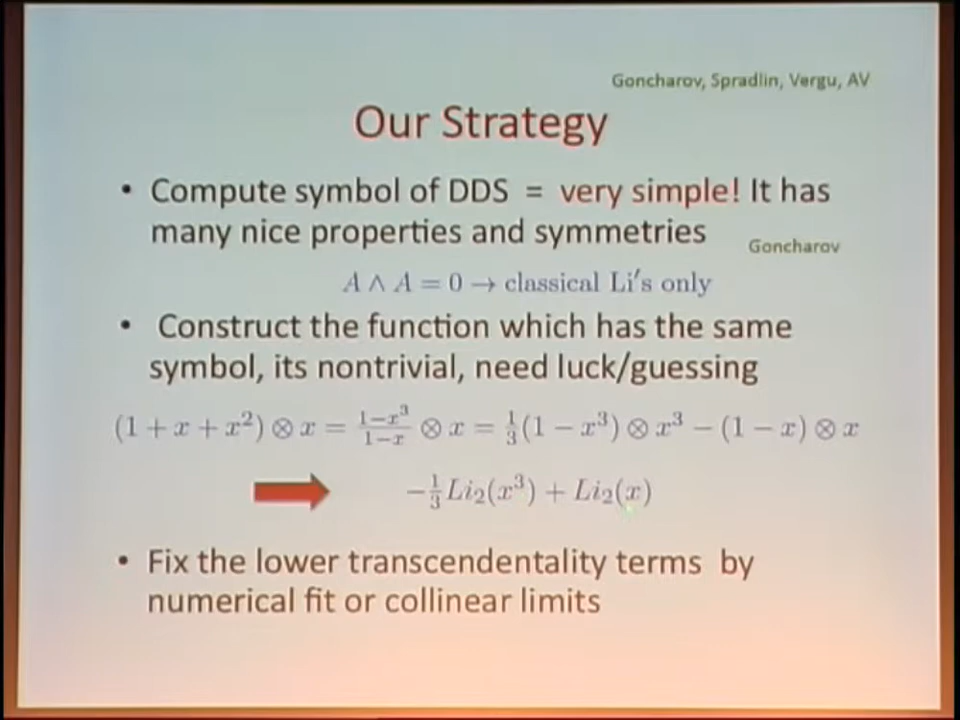 Goncharov, Spradlin, Vergu, AV
Our Strategy
• Compute symbol of DDS = very simple! It has
many nice properties and symmetries
Goncharov
A ∧ A = 0 → classical Li's only
• Construct the function which has the same
symbol, its nontrivial, need luck/guessing
(1 + x + x²) ⊗ x = \frac{1−x³}{1−x} ⊗ x = \frac{1}{3}(1 − x³) ⊗ x³ − (1 − x) ⊗ x
−\frac{1}{3}Li₂(x³) + Li₂(x)
• Fix the lower transcendentality terms by
numerical fit or collinear limits